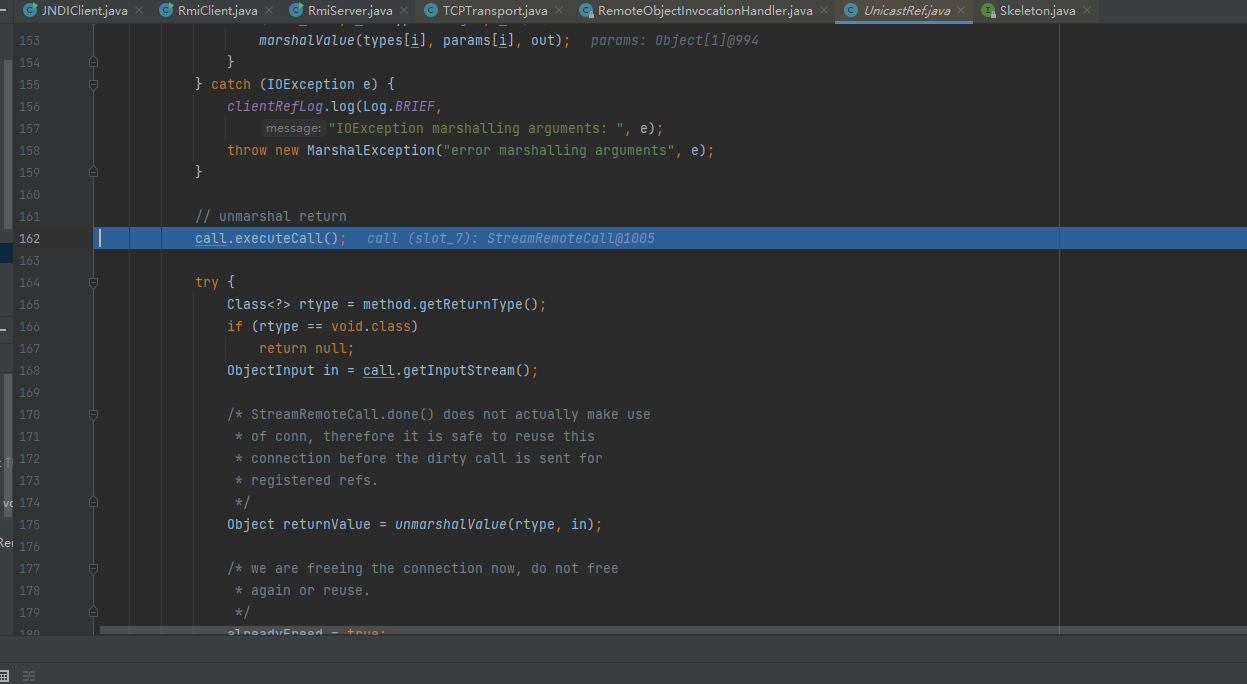 JNDIClient.java RmiClient.java RmiServer.java TCPTransport.java RemoteObjectInvocationHandler.java UnicastRef.java Skeleton.java
153 marshalValue(types[i], params[i], out); params: Object[1]@994
154 }
155 } catch (IOException e) {
156 clientRefLog.log(Log.BRIEF,
157 message: "IOException marshalling arguments: ", e);
158 throw new MarshalException("error marshalling arguments", e);
159 }
160
161 // unmarshal return
162 call.executeCall(); call (slot_7): StreamRemoteCall@1005
163
164 try {
165 Class<?> rtype = method.getReturnType();
166 if (rtype == void.class)
167 return null;
168 ObjectInput in = call.getInputStream();
169
170 /* StreamRemoteCall.done() does not actually make use
171 * of conn, therefore it is safe to reuse this
172 * connection before the dirty call is sent for
173 * registered refs.
174 */
175 Object returnValue = unmarshalValue(rtype, in);
176
177 /* we are freeing the connection now, do not free
178 * again or reuse.
179 */
180 alreadyFreed = true;